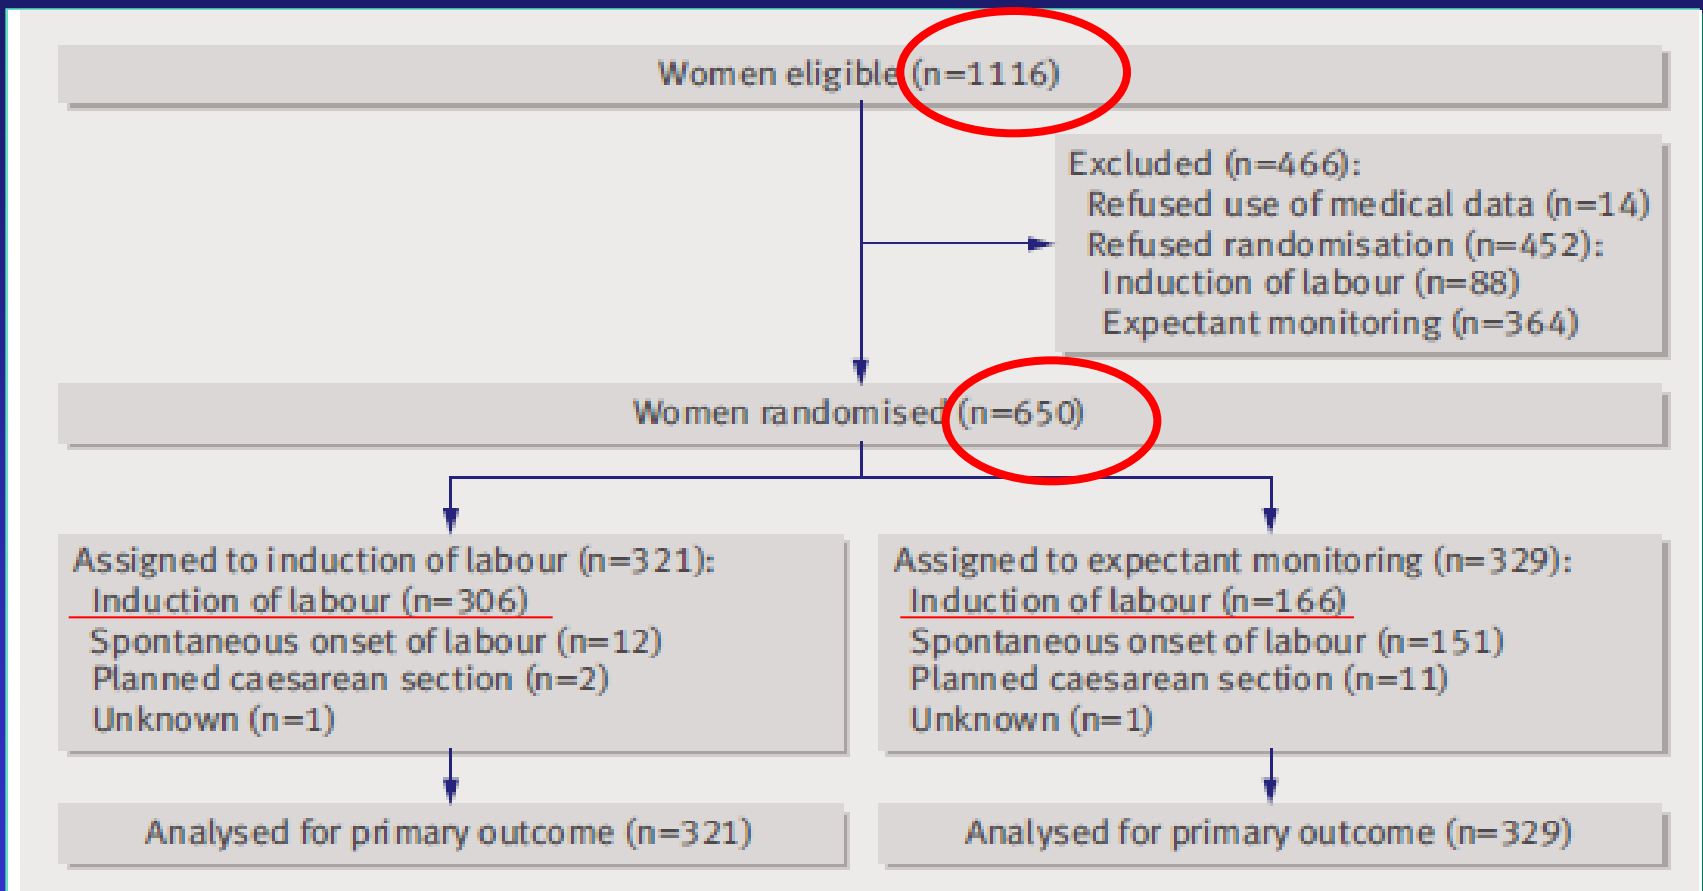 Women eligible (n=1116)
Excluded (n=466):
Refused use of medical data (n=14)
Refused randomisation (n=452):
Induction of labour (n=88)
Expectant monitoring (n=364)
Women randomised (n=650)
Assigned to induction of labour (n=321):
Induction of labour (n=306)
Spontaneous onset of labour (n=12)
Planned caesarean section (n=2)
Unknown (n=1)
Assigned to expectant monitoring (n=329):
Induction of labour (n=166)
Spontaneous onset of labour (n=151)
Planned caesarean section (n=11)
Unknown (n=1)
Analysed for primary outcome (n=321)
Analysed for primary outcome (n=329)